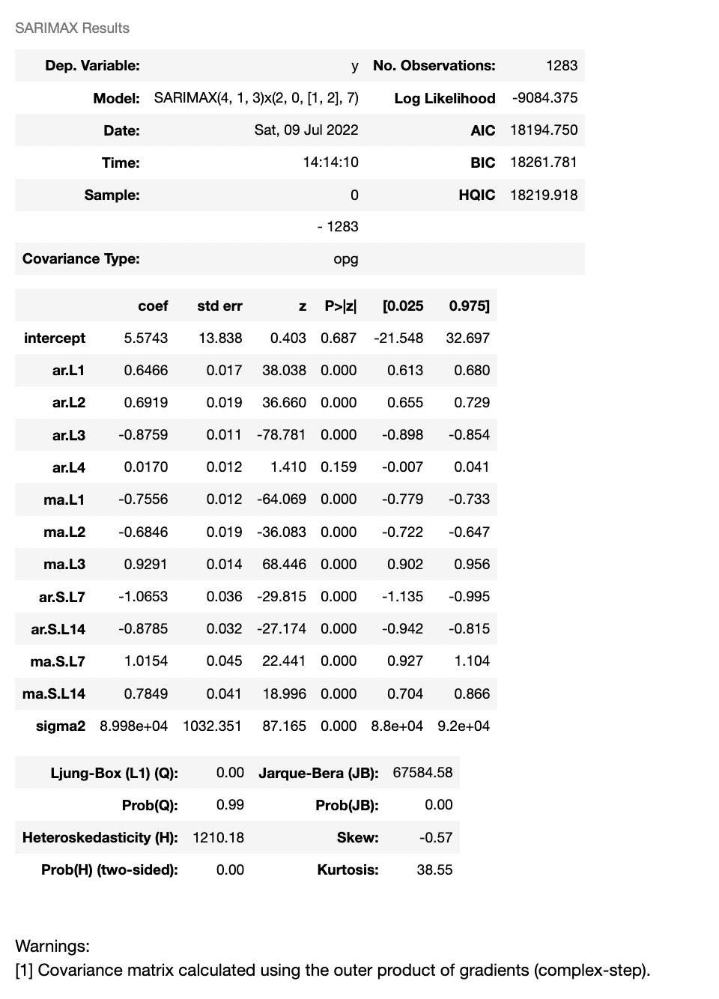 SARIMAX Results
Dep. Variable: y No. Observations: 1283
Model: SARIMAX(4, 1, 3)x(2, 0, [1, 2], 7) Log Likelihood -9084.375
Date: Sat, 09 Jul 2022 AIC 18194.750
Time: 14:14:10 BIC 18261.781
Sample: 0 HQIC 18219.918
- 1283
Covariance Type: opg
coef std err z P>|z| [0.025 0.975]
intercept 5.5743 13.838 0.403 0.687 -21.548 32.697
ar.L1 0.6466 0.017 38.038 0.000 0.613 0.680
ar.L2 0.6919 0.019 36.660 0.000 0.655 0.729
ar.L3 -0.8759 0.011 -78.781 0.000 -0.898 -0.854
ar.L4 0.0170 0.012 1.410 0.159 -0.007 0.041
ma.L1 -0.7556 0.012 -64.069 0.000 -0.779 -0.733
ma.L2 -0.6846 0.019 -36.083 0.000 -0.722 -0.647
ma.L3 0.9291 0.014 68.446 0.000 0.902 0.956
ar.S.L7 -1.0653 0.036 -29.815 0.000 -1.135 -0.995
ar.S.L14 -0.8785 0.032 -27.174 0.000 -0.942 -0.815
ma.S.L7 1.0154 0.045 22.441 0.000 0.927 1.104
ma.S.L14 0.7849 0.041 18.996 0.000 0.704 0.866
sigma2 8.998e+04 1032.351 87.165 0.000 8.8e+04 9.2e+04
Ljung-Box (L1) (Q): 0.00 Jarque-Bera (JB): 67584.58
Prob(Q): 0.99 Prob(JB): 0.00
Heteroskedasticity (H): 1210.18 Skew: -0.57
Prob(H) (two-sided): 0.00 Kurtosis: 38.55
Warnings:
[1] Covariance matrix calculated using the outer product of gradients (complex-step).